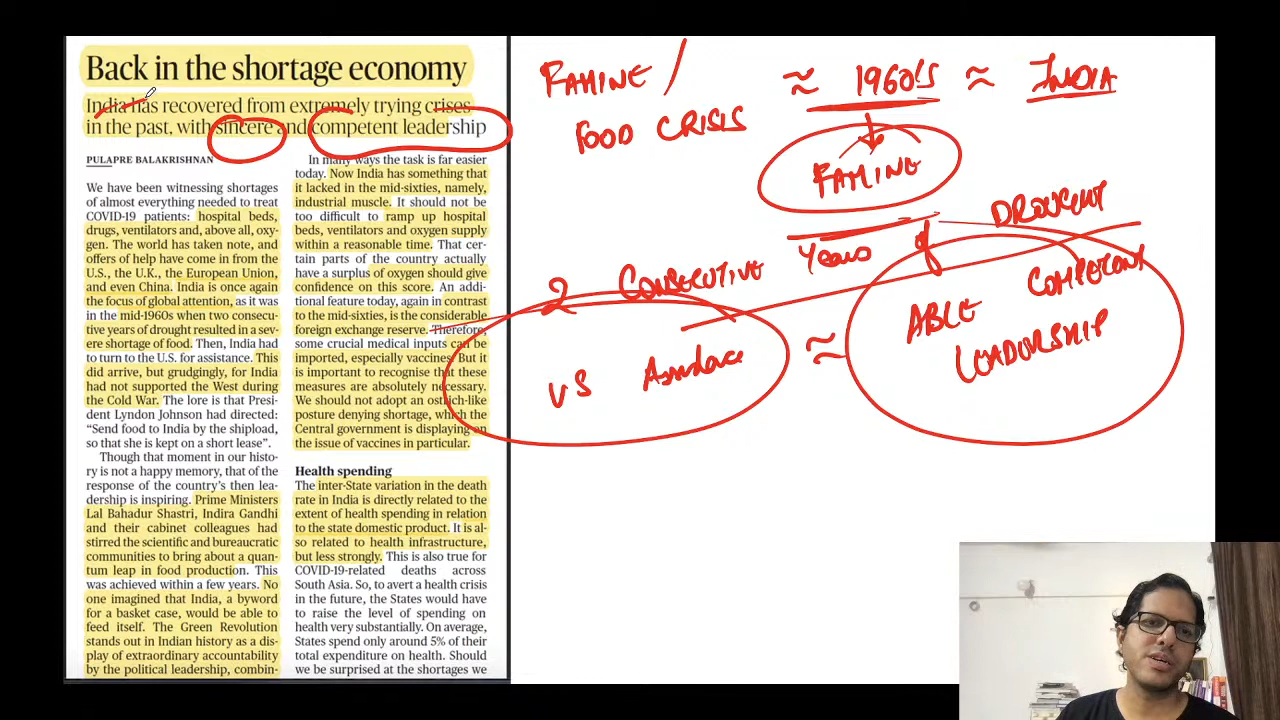 Back in the shortage economy
India has recovered from extremely trying crises
in the past, with sincere and competent leadership
PULAPRE BALAKRISHNAN
We have been witnessing shortages
of almost everything needed to treat
COVID-19 patients: hospital beds,
drugs, ventilators and, above all, oxy-
gen. The world has taken note, and
offers of help have come in from the
U.S., the U.K., the European Union,
and even China. India is once again
the focus of global attention, as it was
in the mid-1960s when two consecu-
tive years of drought resulted in a sev-
ere shortage of food. Then, India had
to turn to the U.S. for assistance. This
did arrive, but grudgingly, for India
had not supported the West during
the Cold War. The lore is that Presi-
dent Lyndon Johnson had directed:
“Send food to India by the shipload,
so that she is kept on a short lease”.
Though that moment in our histo-
ry is not a happy memory, that of the
response of the country's then lea-
dership is inspiring. Prime Ministers
Lal Bahadur Shastri, Indira Gandhi
and their cabinet colleagues had
stirred the scientific and bureaucratic
communities to bring about a quan-
tum leap in food production. This
was achieved within a few years. No
one imagined that India, a byword
for a basket case, would be able to
feed itself. The Green Revolution
stands out in Indian history as a dis-
play of extraordinary accountability
by the political leadership, combin-
In many ways the task is far easier
today. Now India has something that
it lacked in the mid-sixties, namely,
industrial muscle. It should not be
too difficult to ramp up hospital
beds, ventilators and oxygen supply
within a reasonable time. That cer-
tain parts of the country actually
have a surplus of oxygen should give
confidence on this score. An addi-
tional feature today, again in contrast
to the mid-sixties, is the considerable
foreign exchange reserve. Therefore,
some crucial medical inputs can be
imported, especially vaccines. But it
is important to recognise that these
measures are absolutely necessary.
We should not adopt an ostrich-like
posture denying shortage, which the
Central government is displaying on
the issue of vaccines in particular.
Health spending
The inter-State variation in the death
rate in India is directly related to the
extent of health spending in relation
to the state domestic product. It is al-
so related to health infrastructure,
but less strongly. This is also true for
COVID-19-related deaths across
South Asia. So, to avert a health crisis
in the future, the States would have
to raise the level of spending on
health very substantially. On average,
States spend only around 5% of their
total expenditure on health. Should
we be surprised at the shortages we
FAMINE / ≈ 1960'S ≈ INDIA
FOOD CRISIS
FAMINE
2 CONSECUTIVE Years of DROUGHT
US Assistance ≈ ABLE COMPETENT
LEADERSHIP